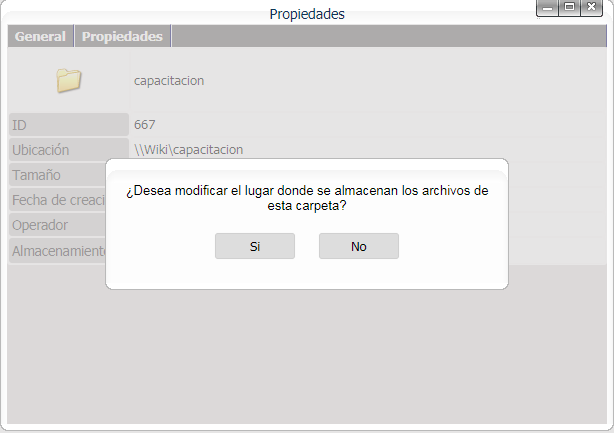 Propiedades
General Propiedades
capacitacion
ID 667
Ubicación \\Wiki\capacitacion
Tamaño
Fecha de creaci
Operador
Almacenamiento
¿Desea modificar el lugar donde se almacenan los archivos de
esta carpeta?
Si No